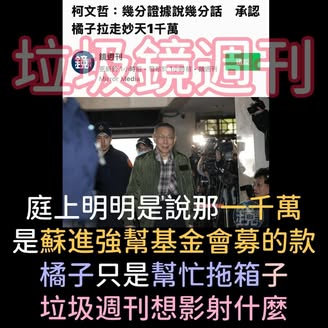 柯文哲：幾分證據說幾分話　承認
橘子拉走妙天1千萬
垃圾鏡週刊
鏡
鏡週刊
Mirror Media
庭上明明是說那一千萬
是蘇進強幫基金會募的款
橘子只是幫忙拖箱子
垃圾週刊想影射什麼